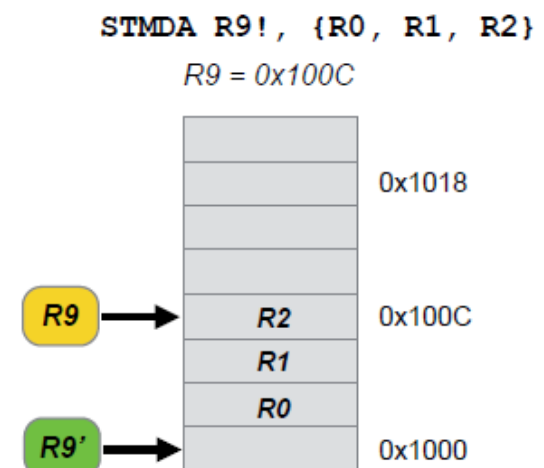 STMDA R9!, {R0, R1, R2}
R9 = 0x100C
0x1018
R9 R2 0x100C
R1
R0
R9' 0x1000